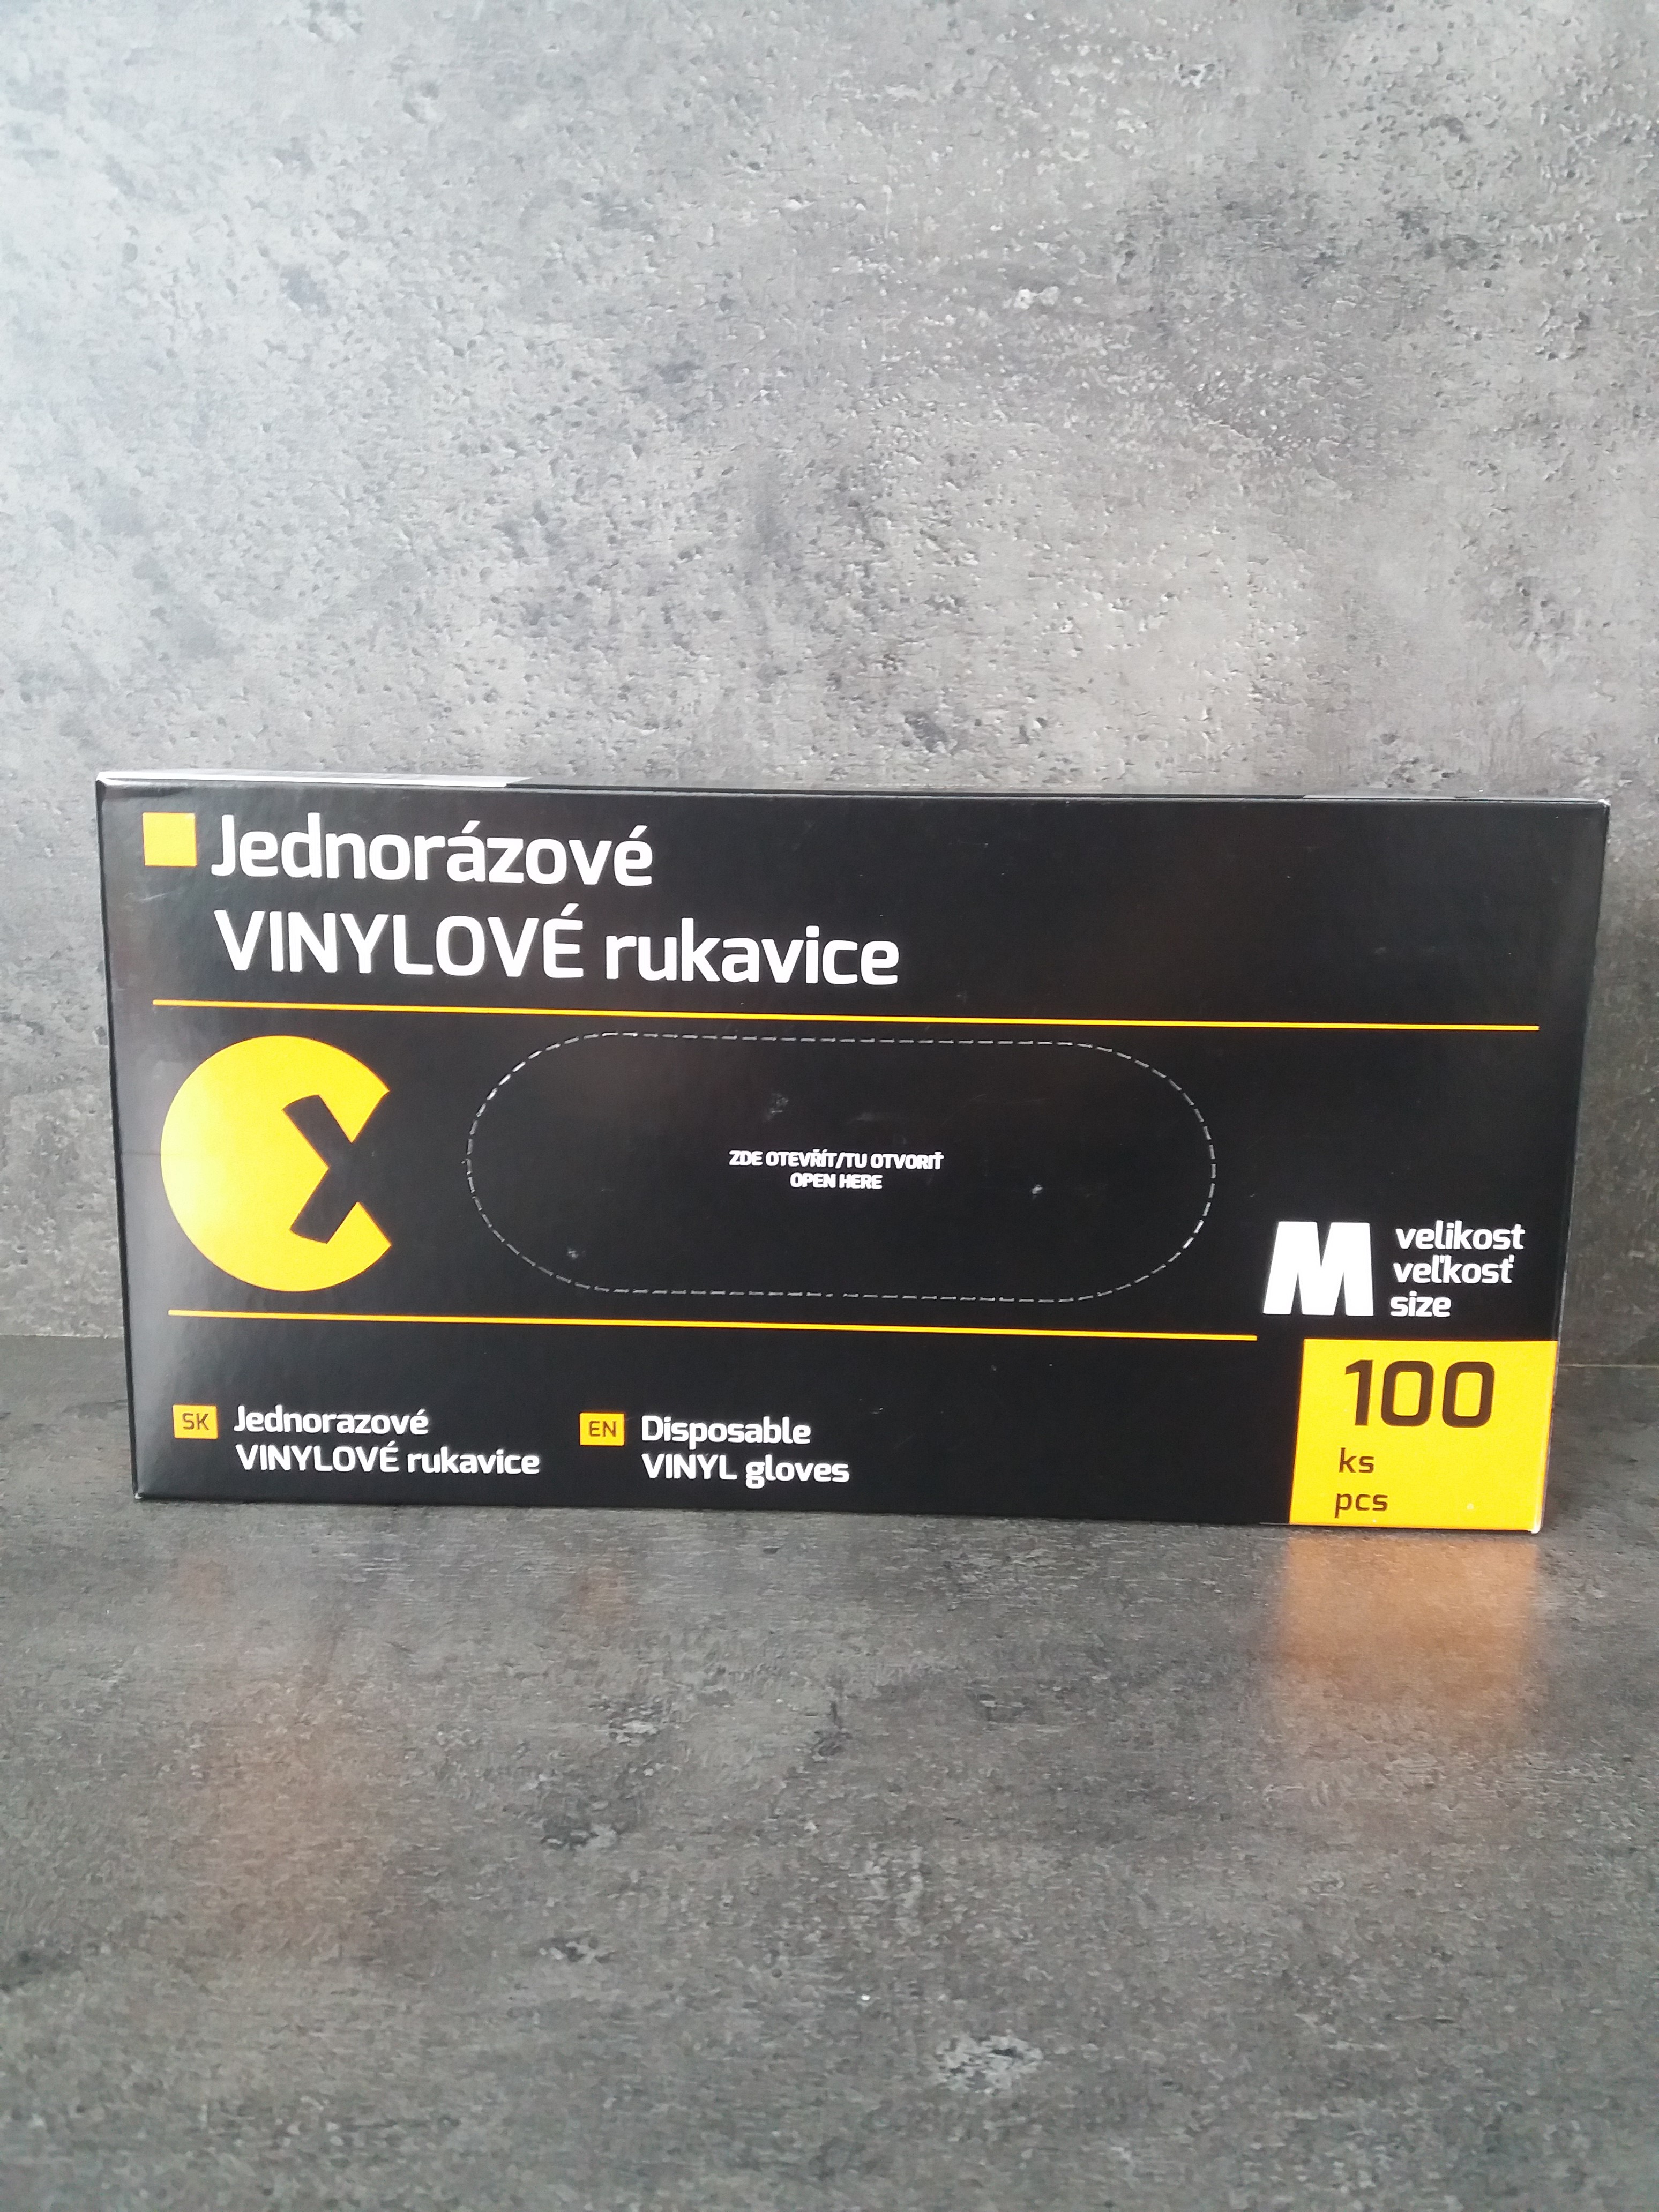 Jednorázové
VINYLOVÉ rukavice
ZDE OTEVŘÍT/TU OTVORIŤ
OPEN HERE
M
velikost
veľkosť
size
SK
Jednorazové
VINYLOVÉ rukavice
EN
Disposable
VINYL gloves
100
ks
pcs